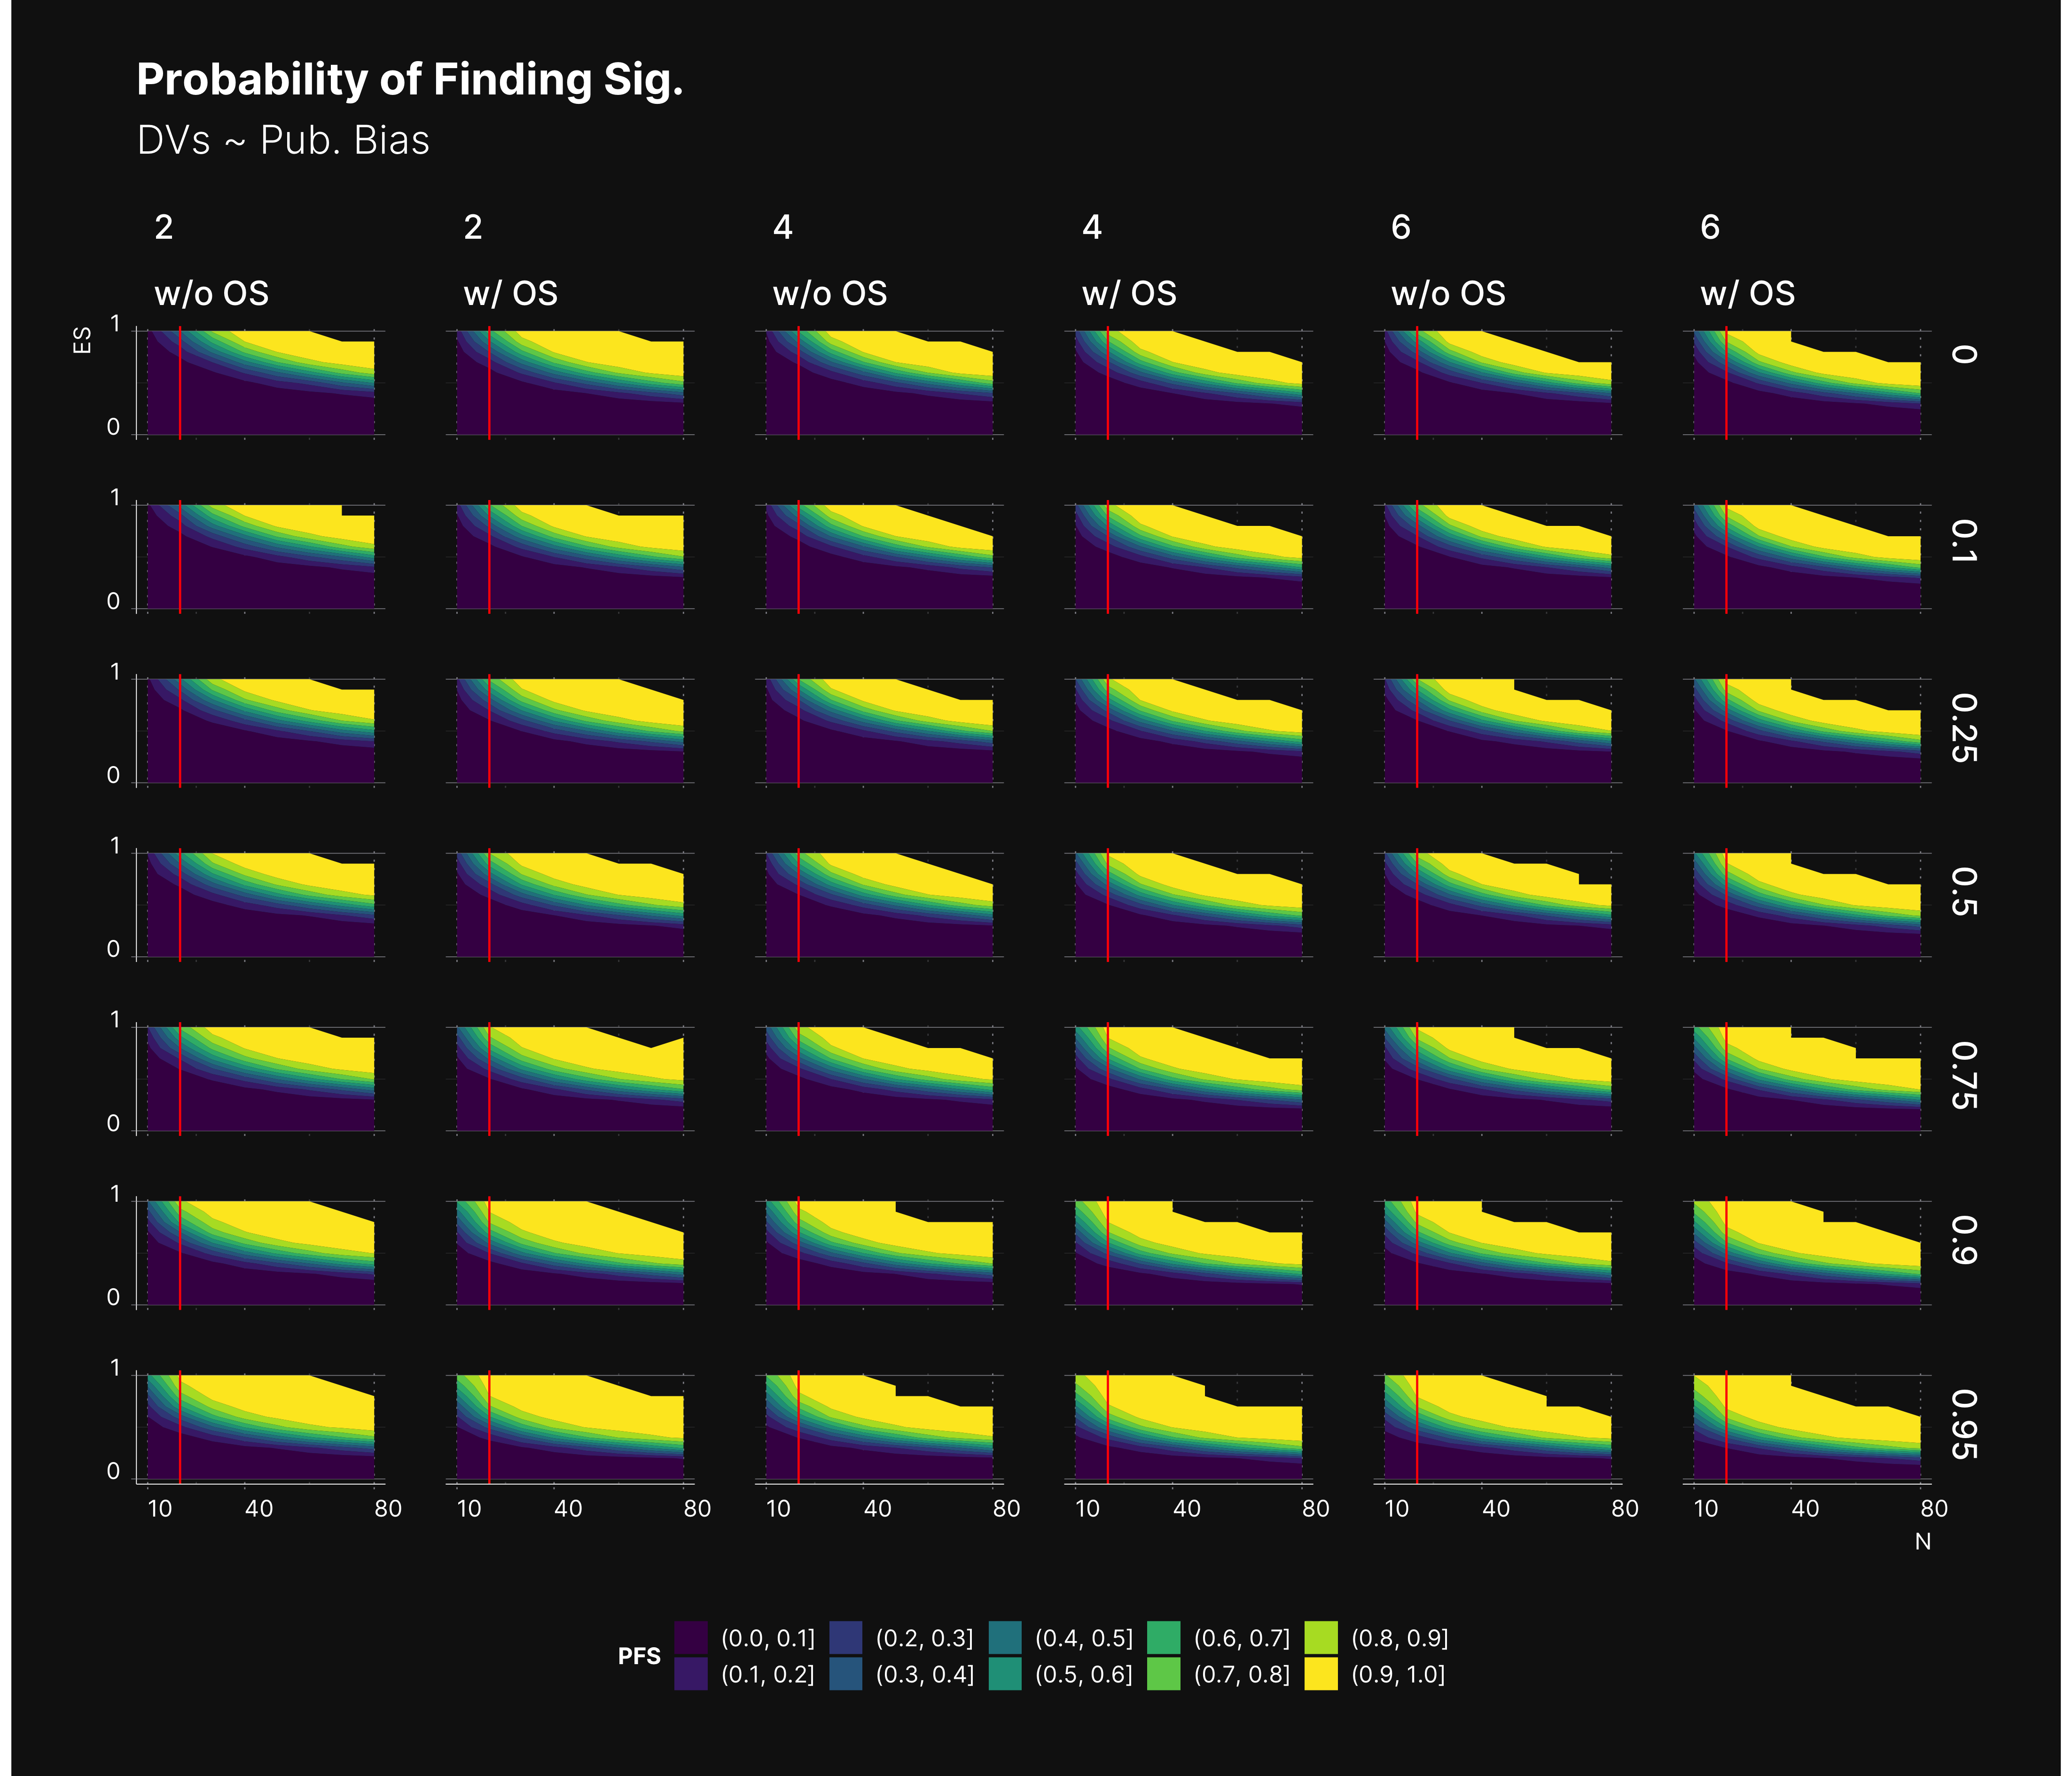 Probability of Finding Sig.
DVs ~ Pub. Bias
2 2 4 4 6 6
w/o OS w/ OS w/o OS w/ OS w/o OS w/ OS
ES
1
0
0
1
0
0.1
1
0
0.25
1
0
0.5
1
0
0.75
1
0
0.9
1
0
0.95
10 40 80 10 40 80 10 40 80 10 40 80 10 40 80 10 40 80
N
PFS
(0.0, 0.1] (0.2, 0.3] (0.4, 0.5] (0.6, 0.7] (0.8, 0.9]
(0.1, 0.2] (0.3, 0.4] (0.5, 0.6] (0.7, 0.8] (0.9, 1.0]